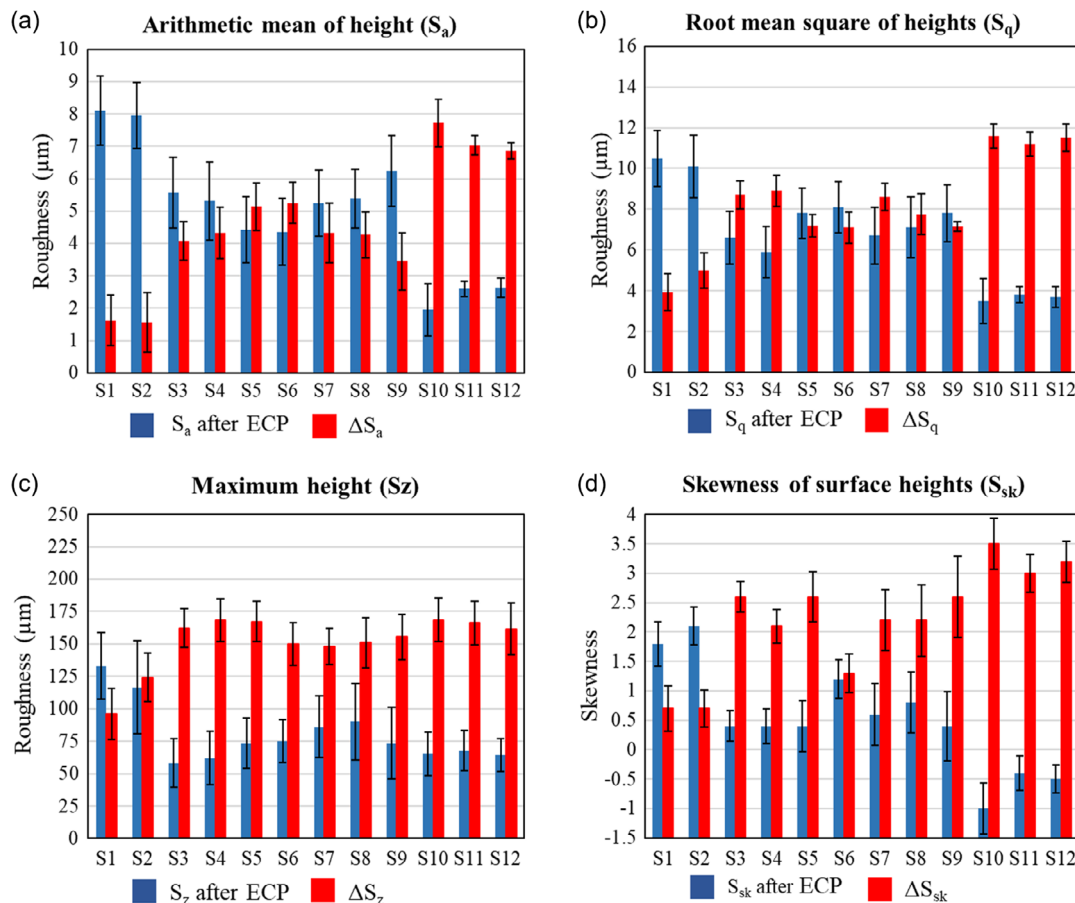 (a)
Arithmetic mean of height (Sa)
Roughness (µm)
10
9
8
7
6
5
4
3
2
1
0
S1 S2 S3 S4 S5 S6 S7 S8 S9 S10 S11 S12
Sa after ECP ΔSa
(b)
Root mean square of heights (Sq)
Roughness (µm)
16
14
12
10
8
6
4
2
0
S1 S2 S3 S4 S5 S6 S7 S8 S9 S10 S11 S12
Sq after ECP ΔSq
(c)
Maximum height (Sz)
Roughness (µm)
250
225
200
175
150
125
100
75
50
25
0
S1 S2 S3 S4 S5 S6 S7 S8 S9 S10 S11 S12
Sz after ECP ΔSz
(d)
Skewness of surface heights (Ssk)
Skewness
4
3.5
3
2.5
2
1.5
1
0.5
0
-0.5
-1
-1.5
S1 S2 S3 S4 S5 S6 S7 S8 S9 S10 S11 S12
Ssk after ECP ΔSsk